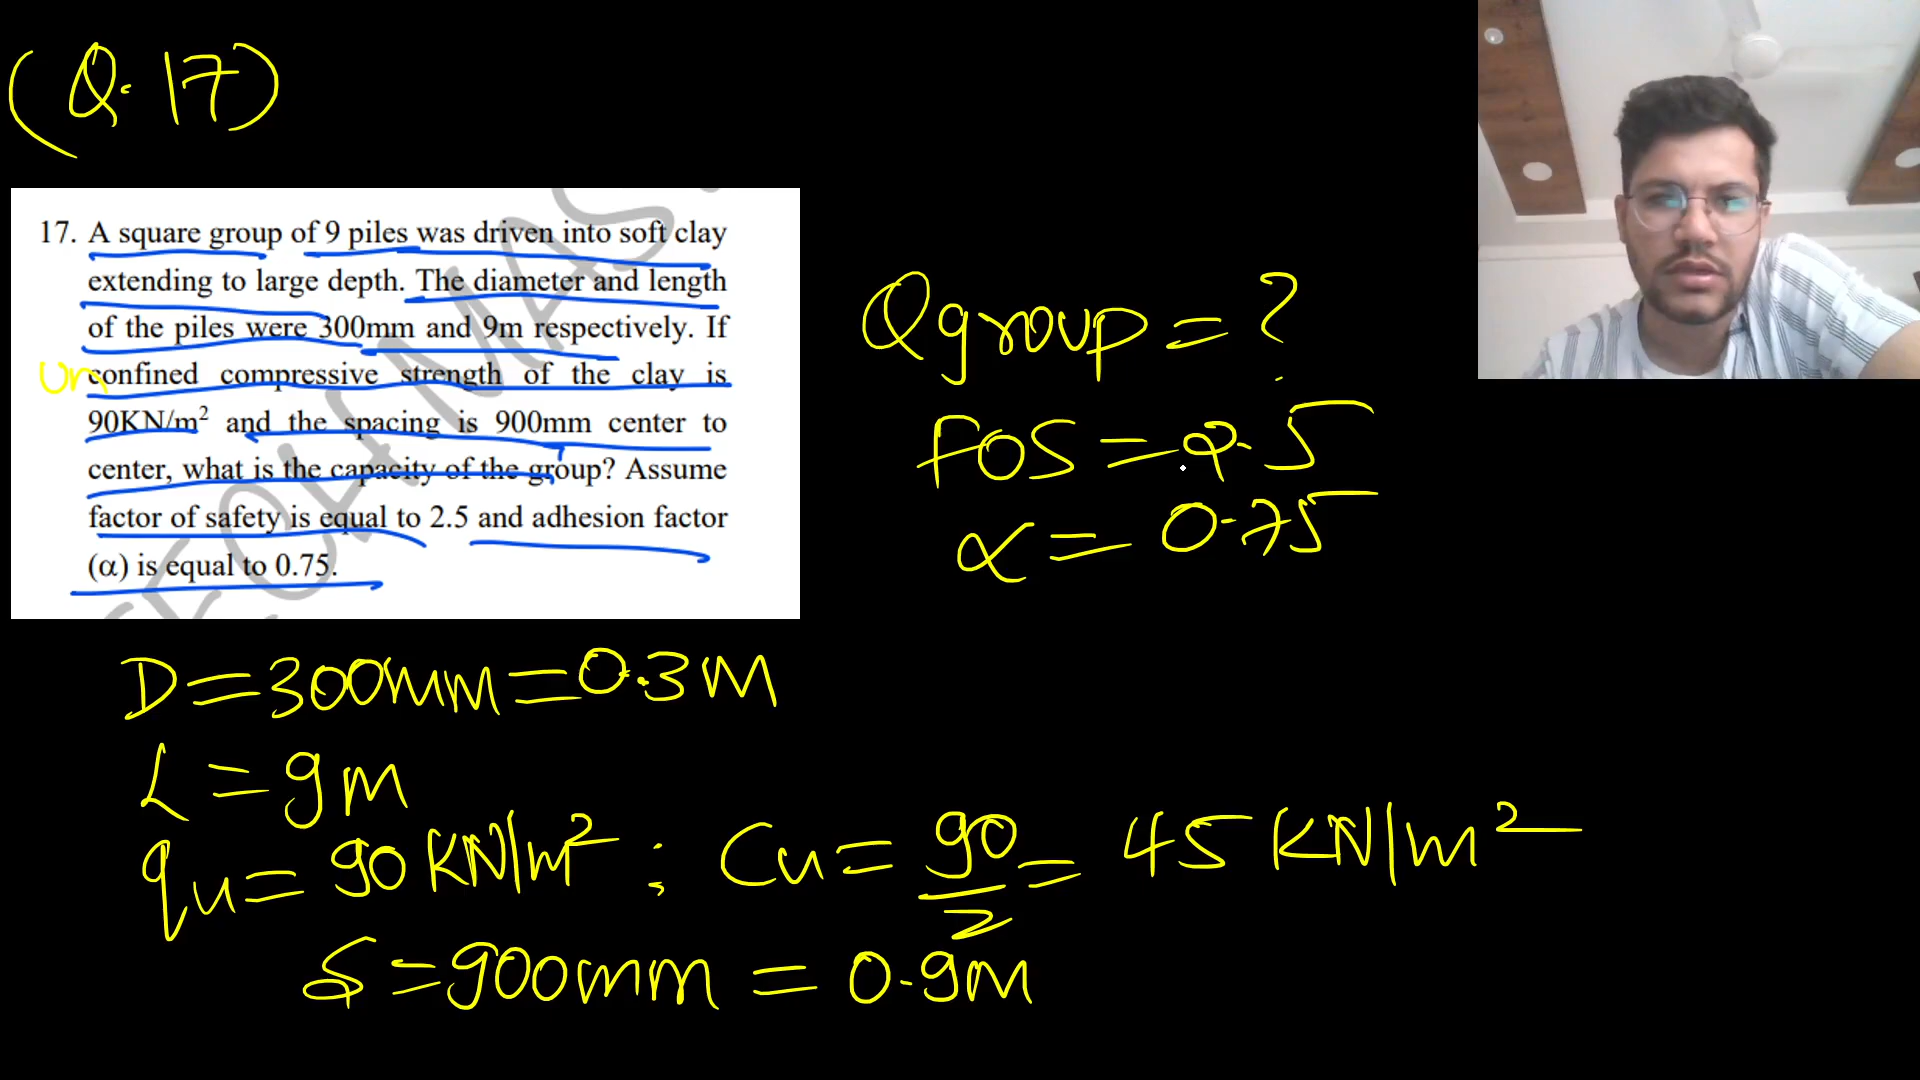 (Q. 17)
17. A square group of 9 piles was driven into soft clay
extending to large depth. The diameter and length
of the piles were 300mm and 9m respectively. If
Un confined compressive strength of the clay is
90KN/m² and the spacing is 900mm center to
center, what is the capacity of the group? Assume
factor of safety is equal to 2.5 and adhesion factor
(α) is equal to 0.75.
Qgroup = ?
FOS = 2.5
α = 0.75
D = 300mm = 0.3m
L = 9m
qu = 90 KN/m² ; Cu = 90/2 = 45 KN/m²
S = 900mm = 0.9m